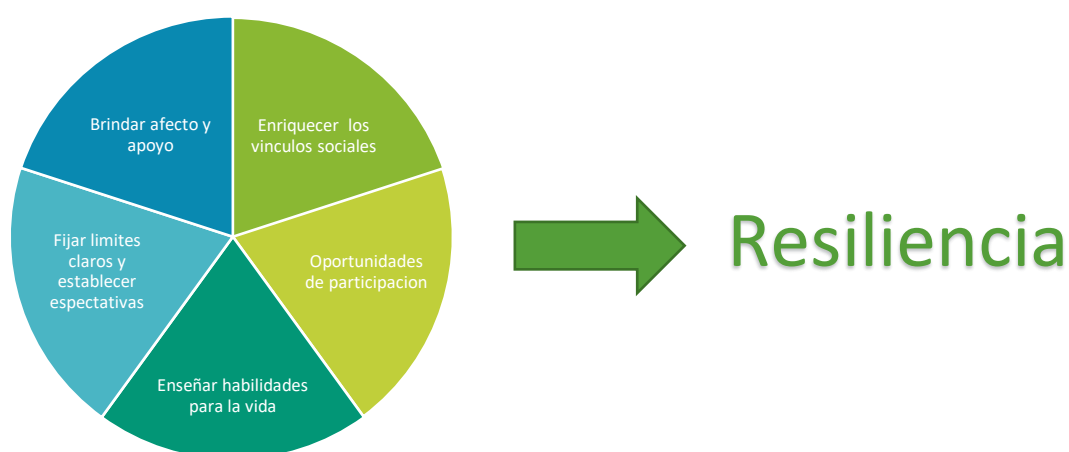 Brindar afecto y
apoyo
Enriquecer los
vinculos sociales
Fijar limites
claros y
establecer
espectativas
Oportunidades
de participacion
Enseñar habilidades
para la vida
Resiliencia